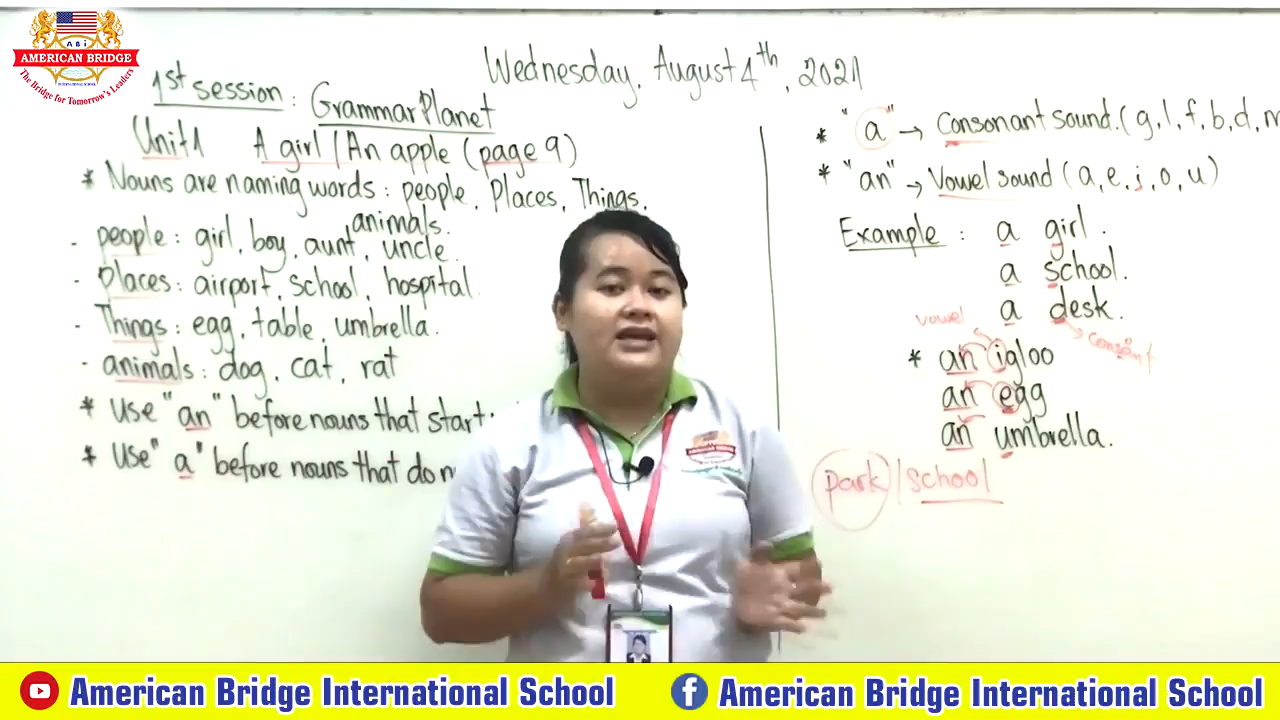 A B i
AMERICAN BRIDGE
INTERNATIONAL SCHOOL
The Bridge for Tomorrow's Leaders
Wednesday, August 4th, 2021
1st session : Grammar Planet
Unit 1 A girl / An apple (page 9)
* Nouns are naming words : people, Places, Things,
animals.
- people : girl, boy, aunt, uncle.
- Places : airport, school, hospital.
- Things : egg, table, umbrella.
- animals : dog, cat, rat
* Use "an" before nouns that start
* Use "a" before nouns that do
* "a" → Consonant sound. (g, l, f, b, d, m
* "an" → Vowel sound (a, e, i, o, u)
Example : a girl.
a school.
a desk.
vowel
* an igloo
an egg
an umbrella.
park / school
AMERICAN BRIDGE
American Bridge International School
American Bridge International School